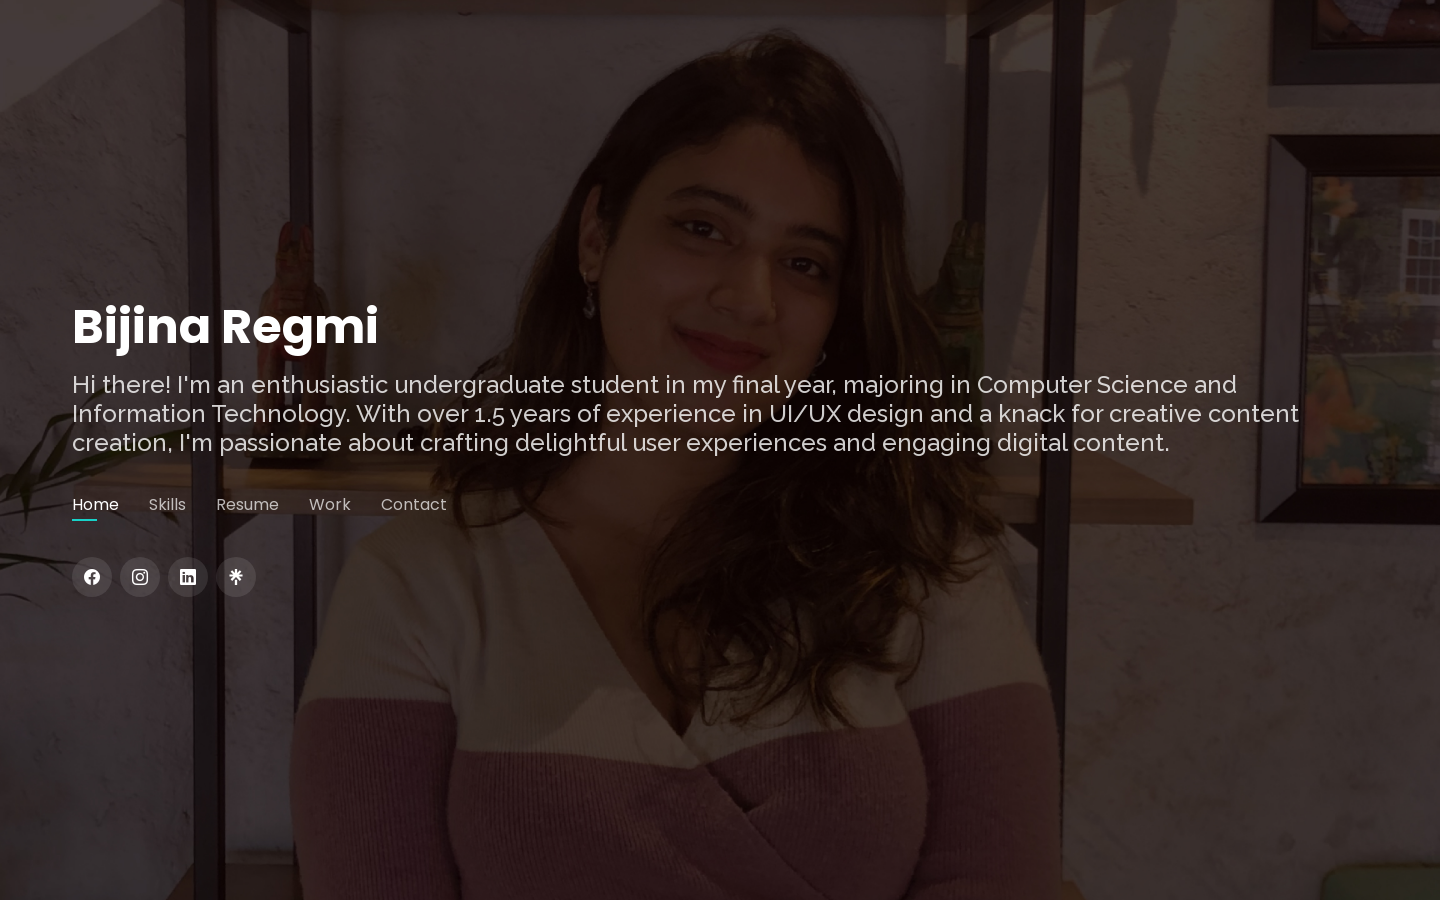 Bijina Regmi
Hi there! I'm an enthusiastic undergraduate student in my final year, majoring in Computer Science and
Information Technology. With over 1.5 years of experience in UI/UX design and a knack for creative content
creation, I'm passionate about crafting delightful user experiences and engaging digital content.
Home Skills Resume Work Contact